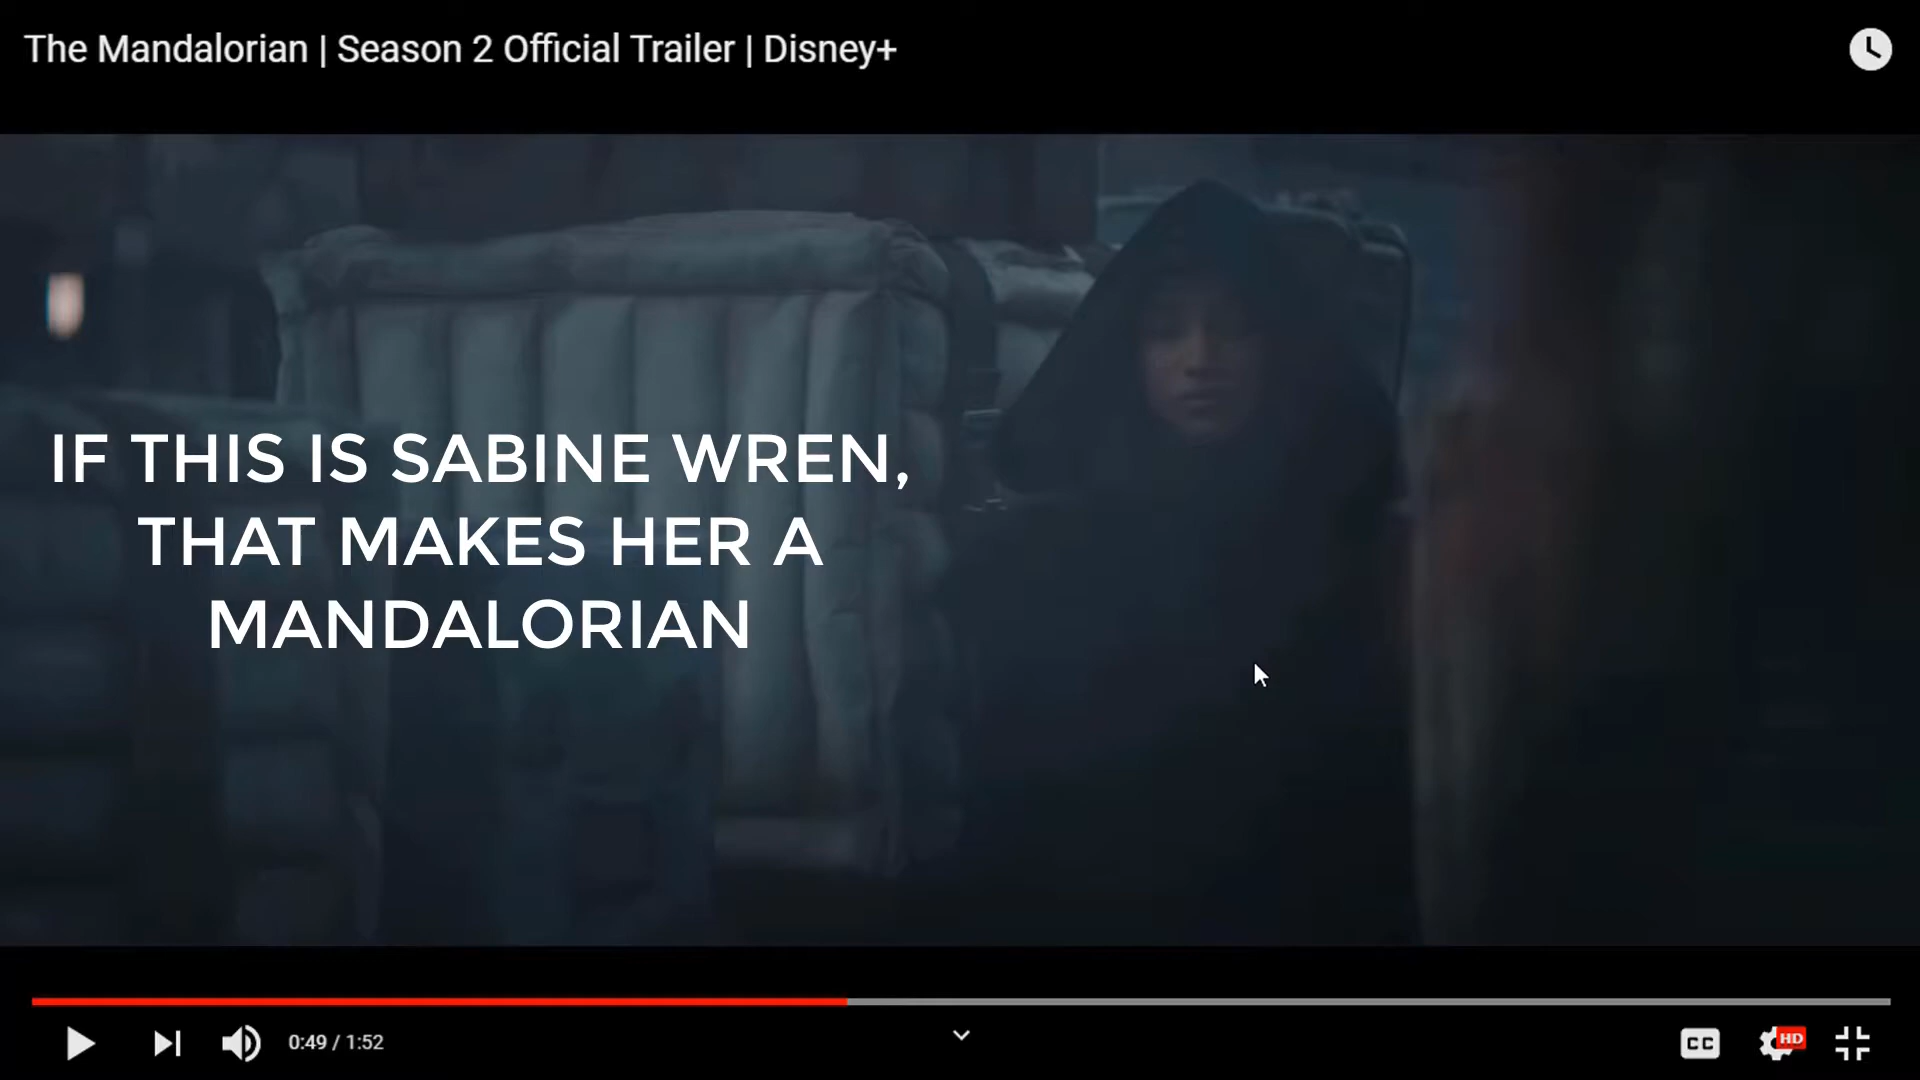 The Mandalorian | Season 2 Official Trailer | Disney+
IF THIS IS SABINE WREN,
THAT MAKES HER A
MANDALORIAN
0:49 / 1:52
CC
HD